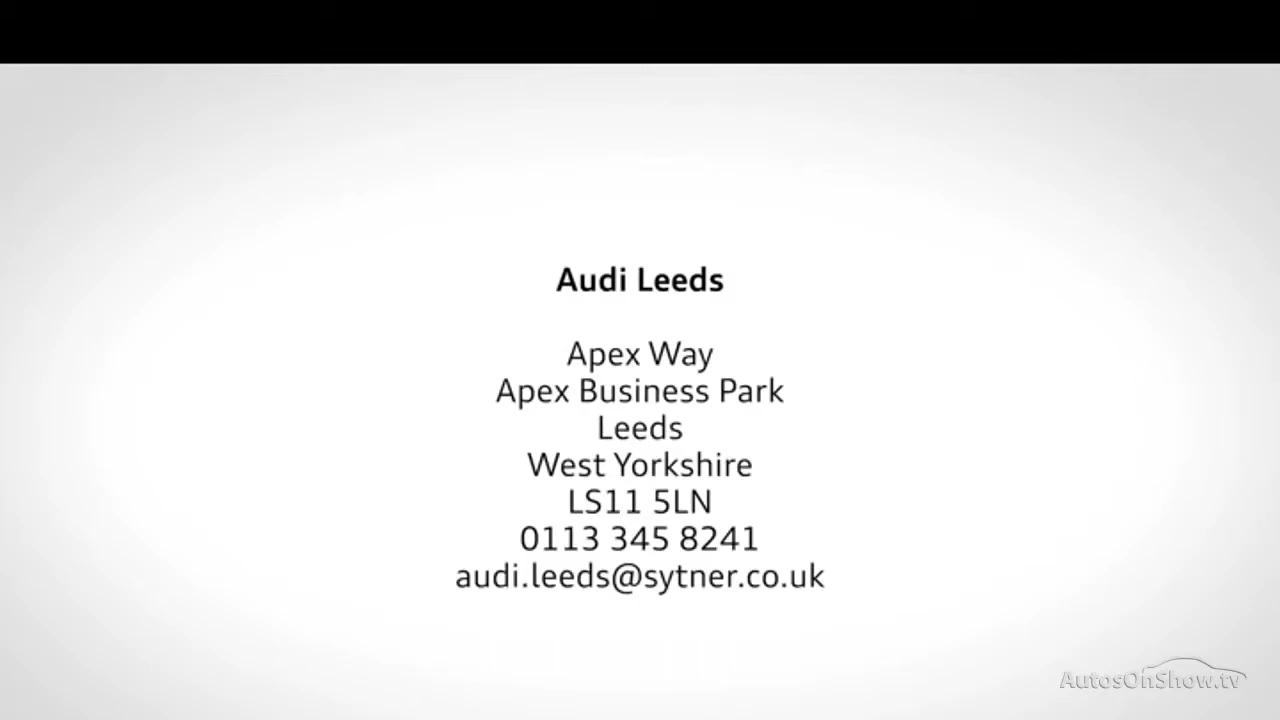 Audi Leeds
Apex Way
Apex Business Park
Leeds
West Yorkshire
LS11 5LN
0113 345 8241
audi.leeds@sytner.co.uk
AutosOnShow.tv